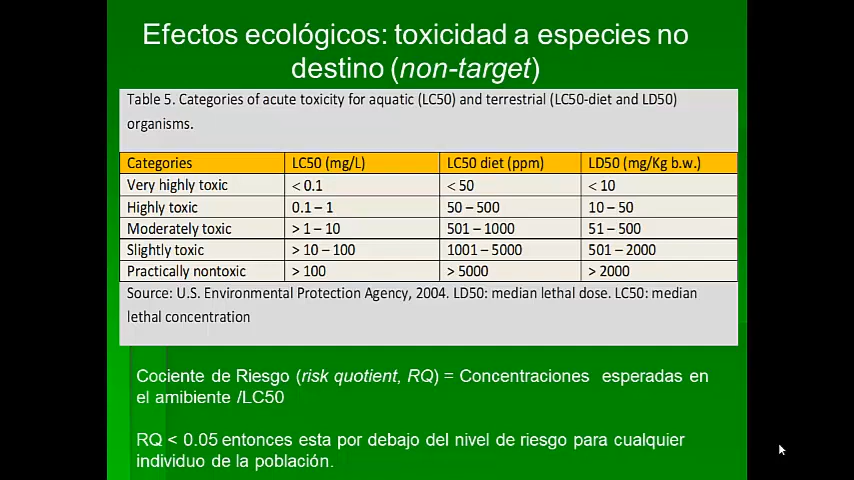 Efectos ecológicos: toxicidad a especies no
destino (non-target)
Table 5. Categories of acute toxicity for aquatic (LC50) and terrestrial (LC50-diet and LD50)
organisms.
Categories LC50 (mg/L) LC50 diet (ppm) LD50 (mg/Kg b.w.)
Very highly toxic < 0.1 < 50 < 10
Highly toxic 0.1 – 1 50 – 500 10 – 50
Moderately toxic > 1 – 10 501 – 1000 51 – 500
Slightly toxic > 10 – 100 1001 - 5000 501 – 2000
Practically nontoxic > 100 > 5000 > 2000
Source: U.S. Environmental Protection Agency, 2004. LD50: median lethal dose. LC50: median
lethal concentration
Cociente de Riesgo (risk quotient, RQ) = Concentraciones esperadas en
el amibiente /LC50
RQ < 0.05 entonces esta por debajo del nivel de riesgo para cualquier
individuo de la población.